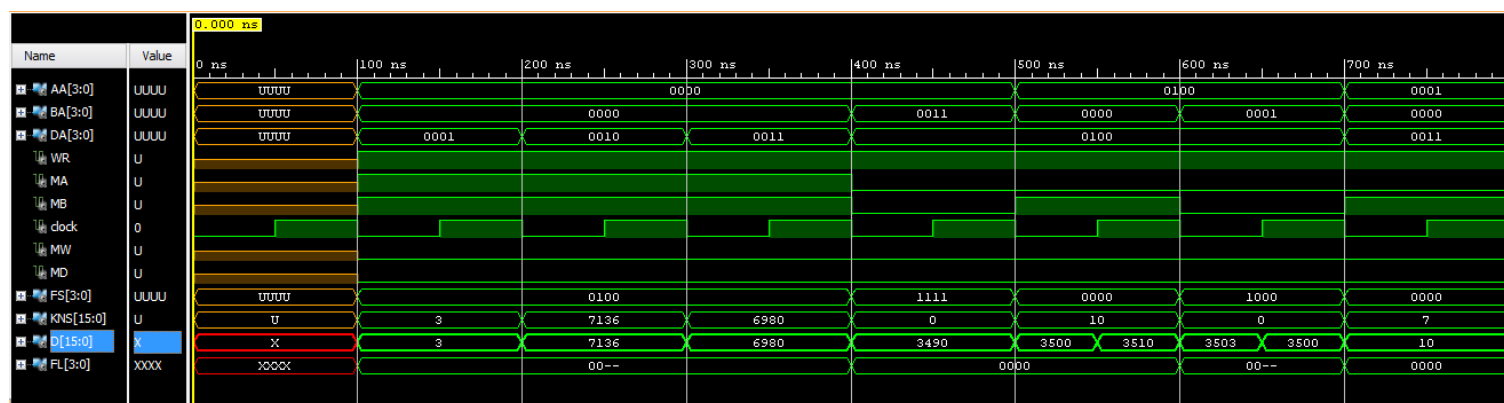 0.000 ns
Name Value 0 ns 100 ns 200 ns 300 ns 400 ns 500 ns 600 ns 700 ns
AA[3:0] UUUU UUUU 0000 0100 0001
BA[3:0] UUUU UUUU 0000 0011 0000 0001 0000
DA[3:0] UUUU UUUU 0001 0010 0011 0100 0011
WR U
MA U
MB U
clock 0
MW U
MD U
FS[3:0] UUUU UUUU 0100 1111 0000 1000 0000
KNS[15:0] U U 3 7136 6980 0 10 0 7
D[15:0] X X 3 7136 6980 3490 3500 3510 3503 3500 10
FL[3:0] XXXX XXXX 00-- 0000 00-- 0000